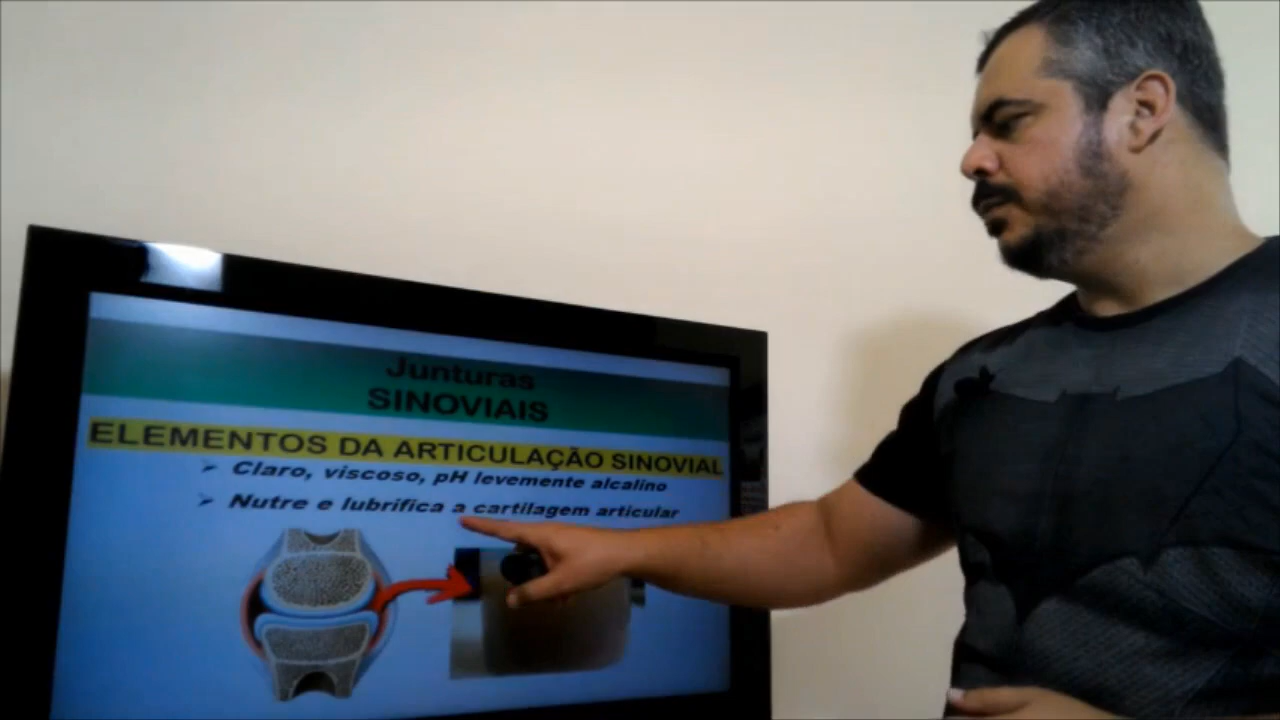 Junturas
SINOVIAIS
ELEMENTOS DA ARTICULAÇÃO SINOVIAL
Claro, viscoso, pH levemente alcalino
Nutre e lubrifica a cartilagem articular